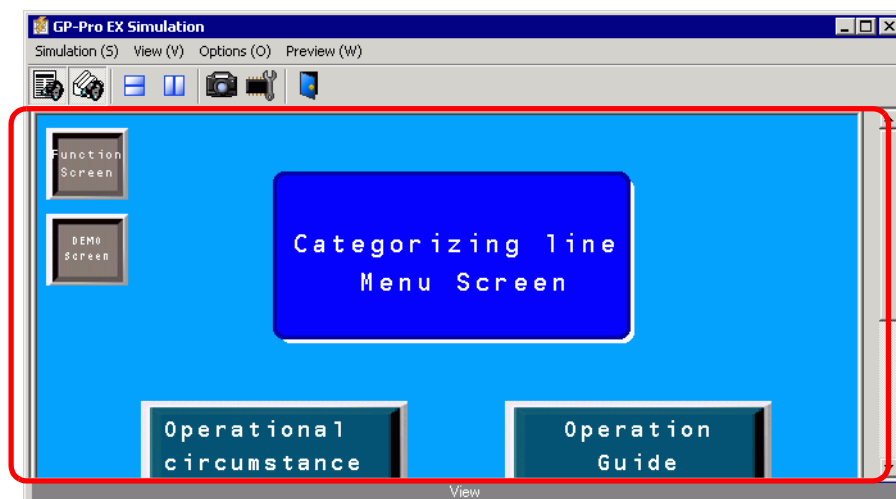 GP-Pro EX Simulation
Simulation (S) View (V) Options (O) Preview (W)
Function
Screen
DEMO
Screen
Categorizing line
Menu Screen
Operational
circumstance
Operation
Guide
View